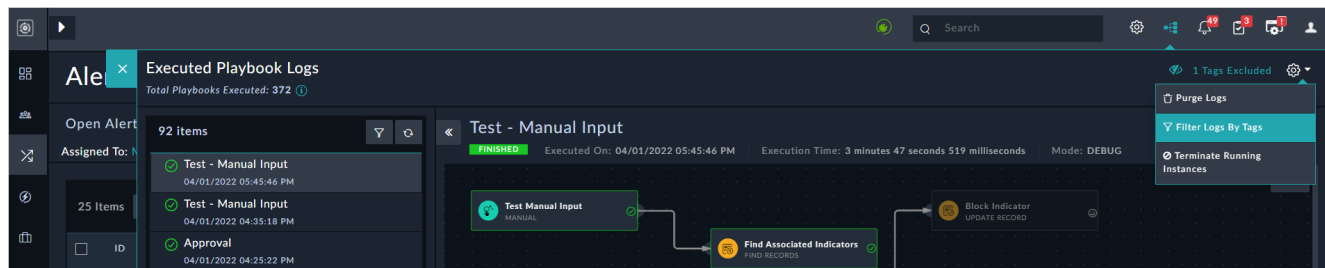 Search
49
3
!
Aler
Executed Playbook Logs
Total Playbooks Executed: 372
1 Tags Excluded
Purge Logs
Filter Logs By Tags
Terminate Running
Instances
Open Alert
Assigned To: N
25 Items
ID
92 items
Test - Manual Input
04/01/2022 05:45:46 PM
Test - Manual Input
04/01/2022 04:35:18 PM
Approval
04/01/2022 04:25:22 PM
Test - Manual Input
FINISHED Executed On: 04/01/2022 05:45:46 PM Execution Time: 3 minutes 47 seconds 519 milliseconds Mode: DEBUG
Test Manual Input
MANUAL
Find Associated Indicators
FIND RECORDS
Block Indicator
UPDATE RECORD